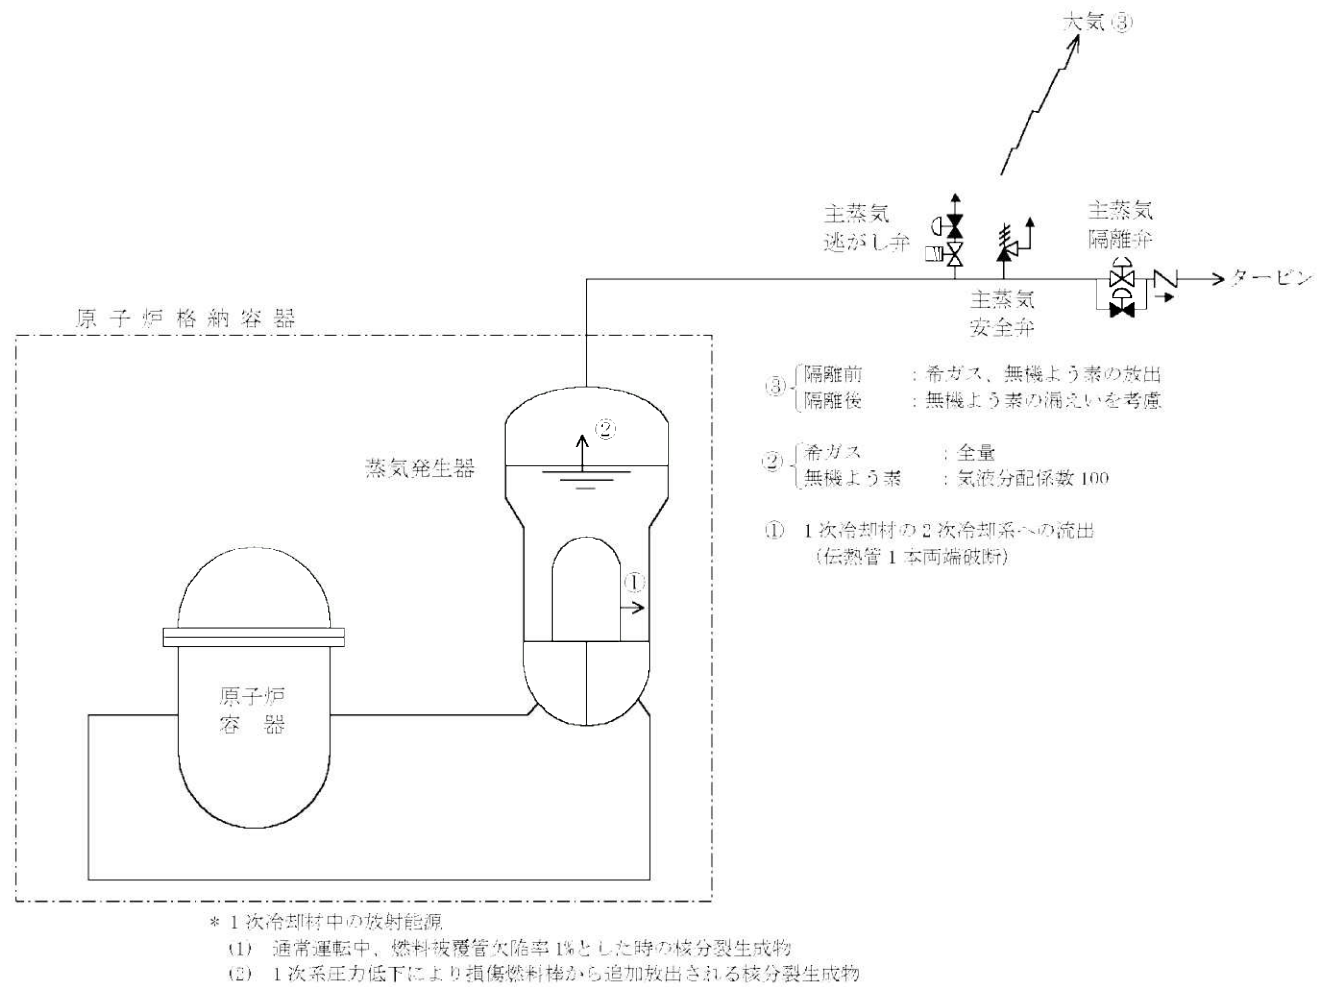 大気③
主蒸気
逃がし弁
主蒸気
隔離弁
タービン
主蒸気
安全弁
原子炉格納容器
③ 隔離前 : 希ガス、無機よう素の放出
隔離後 : 無機よう素の漏えいを考慮
②
蒸気発生器
② 希ガス : 全量
無機よう素 : 気液分配係数100
① 1次冷却材の2次冷却系への流出
(伝熱管1本両端破断)
①
原子炉
容器
* 1次冷却材中の放射能源
(1) 通常運転中、燃料被覆管欠陥率1%とした時の核分裂生成物
(2) 1次系圧力低下により損傷燃料棒から追加放出される核分裂生成物